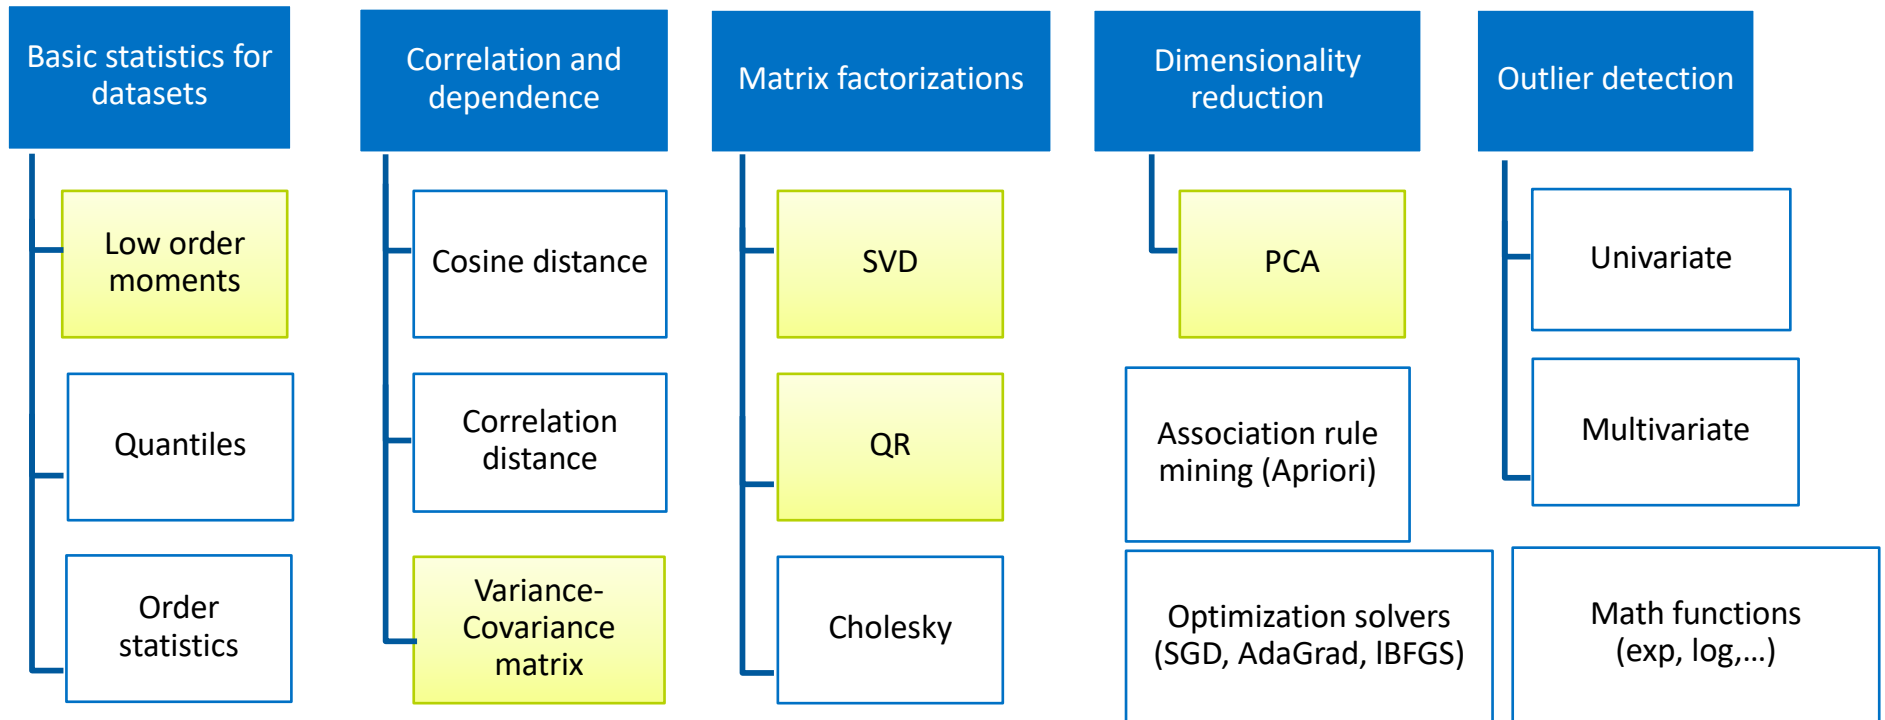 Basic statistics for
datasets
Correlation and
dependence
Matrix factorizations
Dimensionality
reduction
Outlier detection
Low order
moments
Cosine distance
SVD
PCA
Univariate
Quantiles
Correlation
distance
QR
Association rule
mining (Apriori)
Multivariate
Order
statistics
Variance-
Covariance
matrix
Cholesky
Optimization solvers
(SGD, AdaGrad, lBFGS)
Math functions
(exp, log,...)